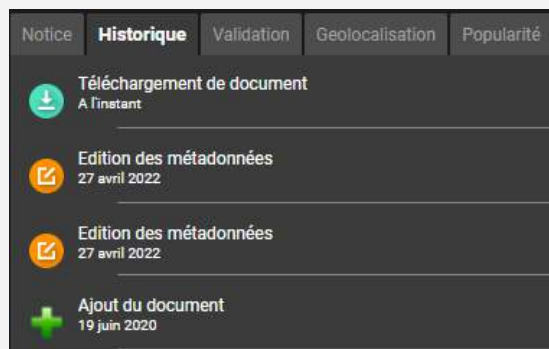 Notice Historique Validation Geolocalisation Popularité
Téléchargement de document
A l'instant
Edition des métadonnées
27 avril 2022
Edition des métadonnées
27 avril 2022
Ajout du document
19 juin 2020